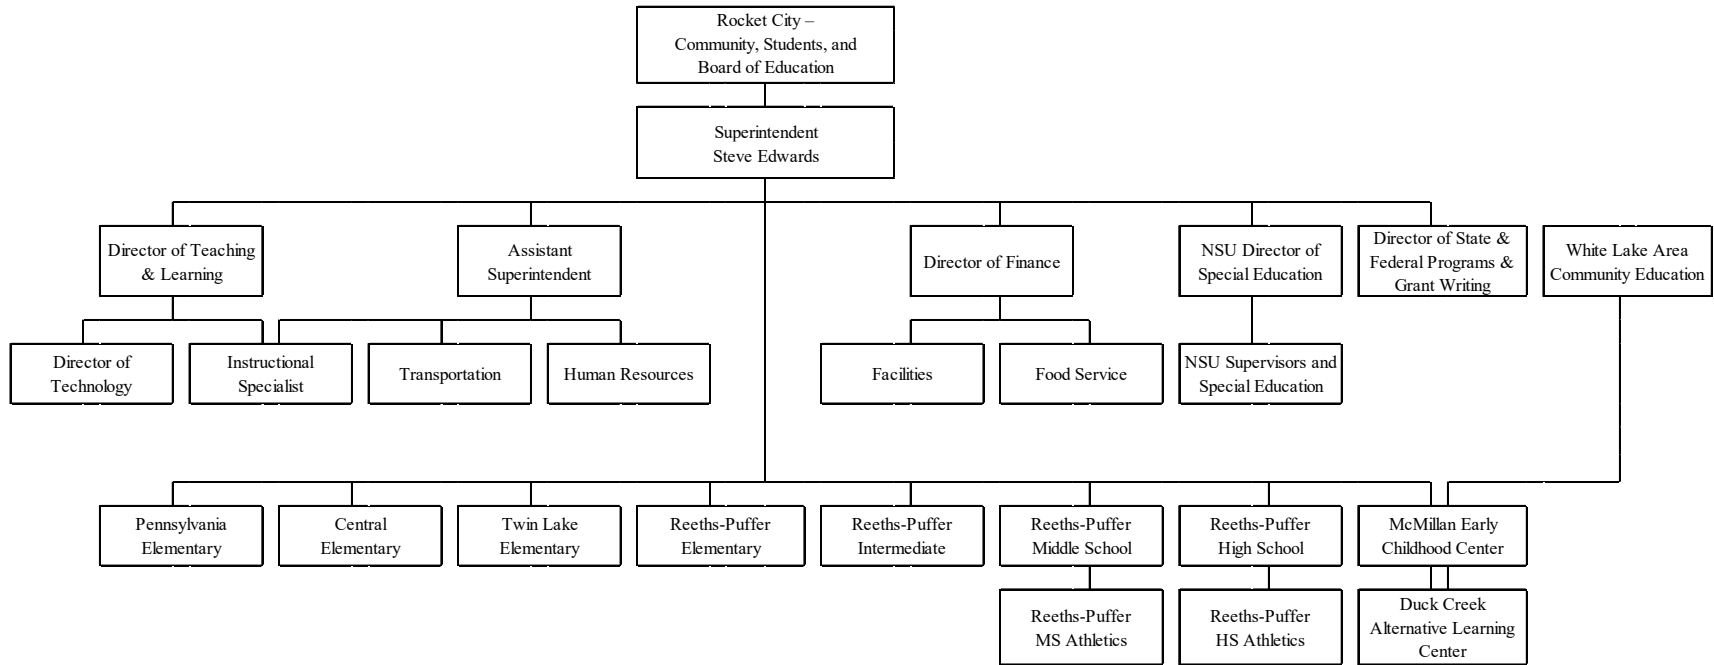 Rocket City –
Community, Students, and
Board of Education
Superintendent
Steve Edwards
Director of Teaching
& Learning
Assistant
Superintendent
Director of Finance
NSU Director of
Special Education
Director of State &
Federal Programs &
Grant Writing
White Lake Area
Community Education
Director of
Technology
Instructional
Specialist
Transportation
Human Resources
Facilities
Food Service
NSU Supervisors and
Special Education
Pennsylvania
Elementary
Central
Elementary
Twin Lake
Elementary
Reeths-Puffer
Elementary
Reeths-Puffer
Intermediate
Reeths-Puffer
Middle School
Reeths-Puffer
High School
McMillan Early
Childhood Center
Reeths-Puffer
MS Athletics
Reeths-Puffer
HS Athletics
Duck Creek
Alternative Learning
Center